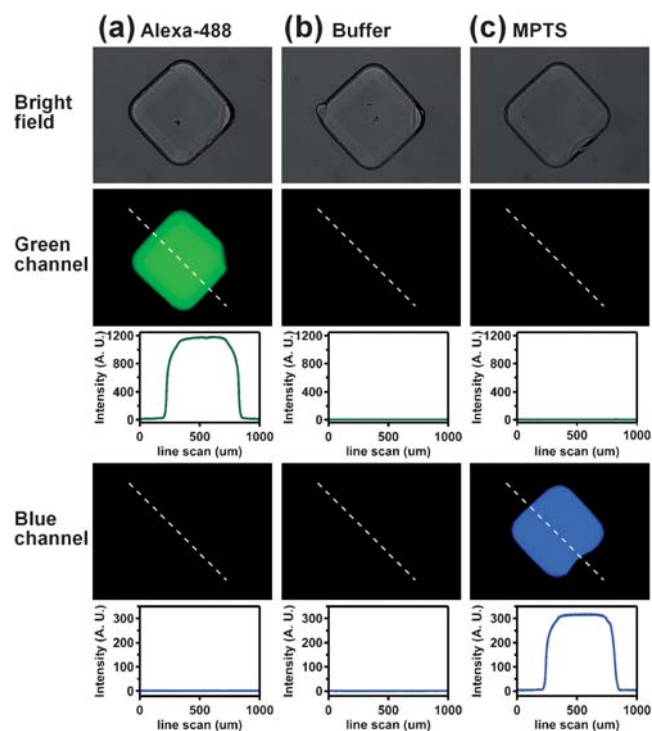 (a) Alexa-488 (b) Buffer (c) MPTS
Bright
field
Green
channel
Intensity (A. U.)
1200
800
400
0
0 500 1000
line scan (um)
Intensity (A. U.)
1200
800
400
0
0 500 1000
line scan (um)
Intensity (A. U.)
1200
800
400
0
0 500 1000
line scan (um)
Blue
channel
Intensity (A. U.)
300
200
100
0
0 500 1000
line scan (um)
Intensity (A. U.)
300
200
100
0
0 500 1000
line scan (um)
Intensity (A. U.)
300
200
100
0
0 500 1000
line scan (um)